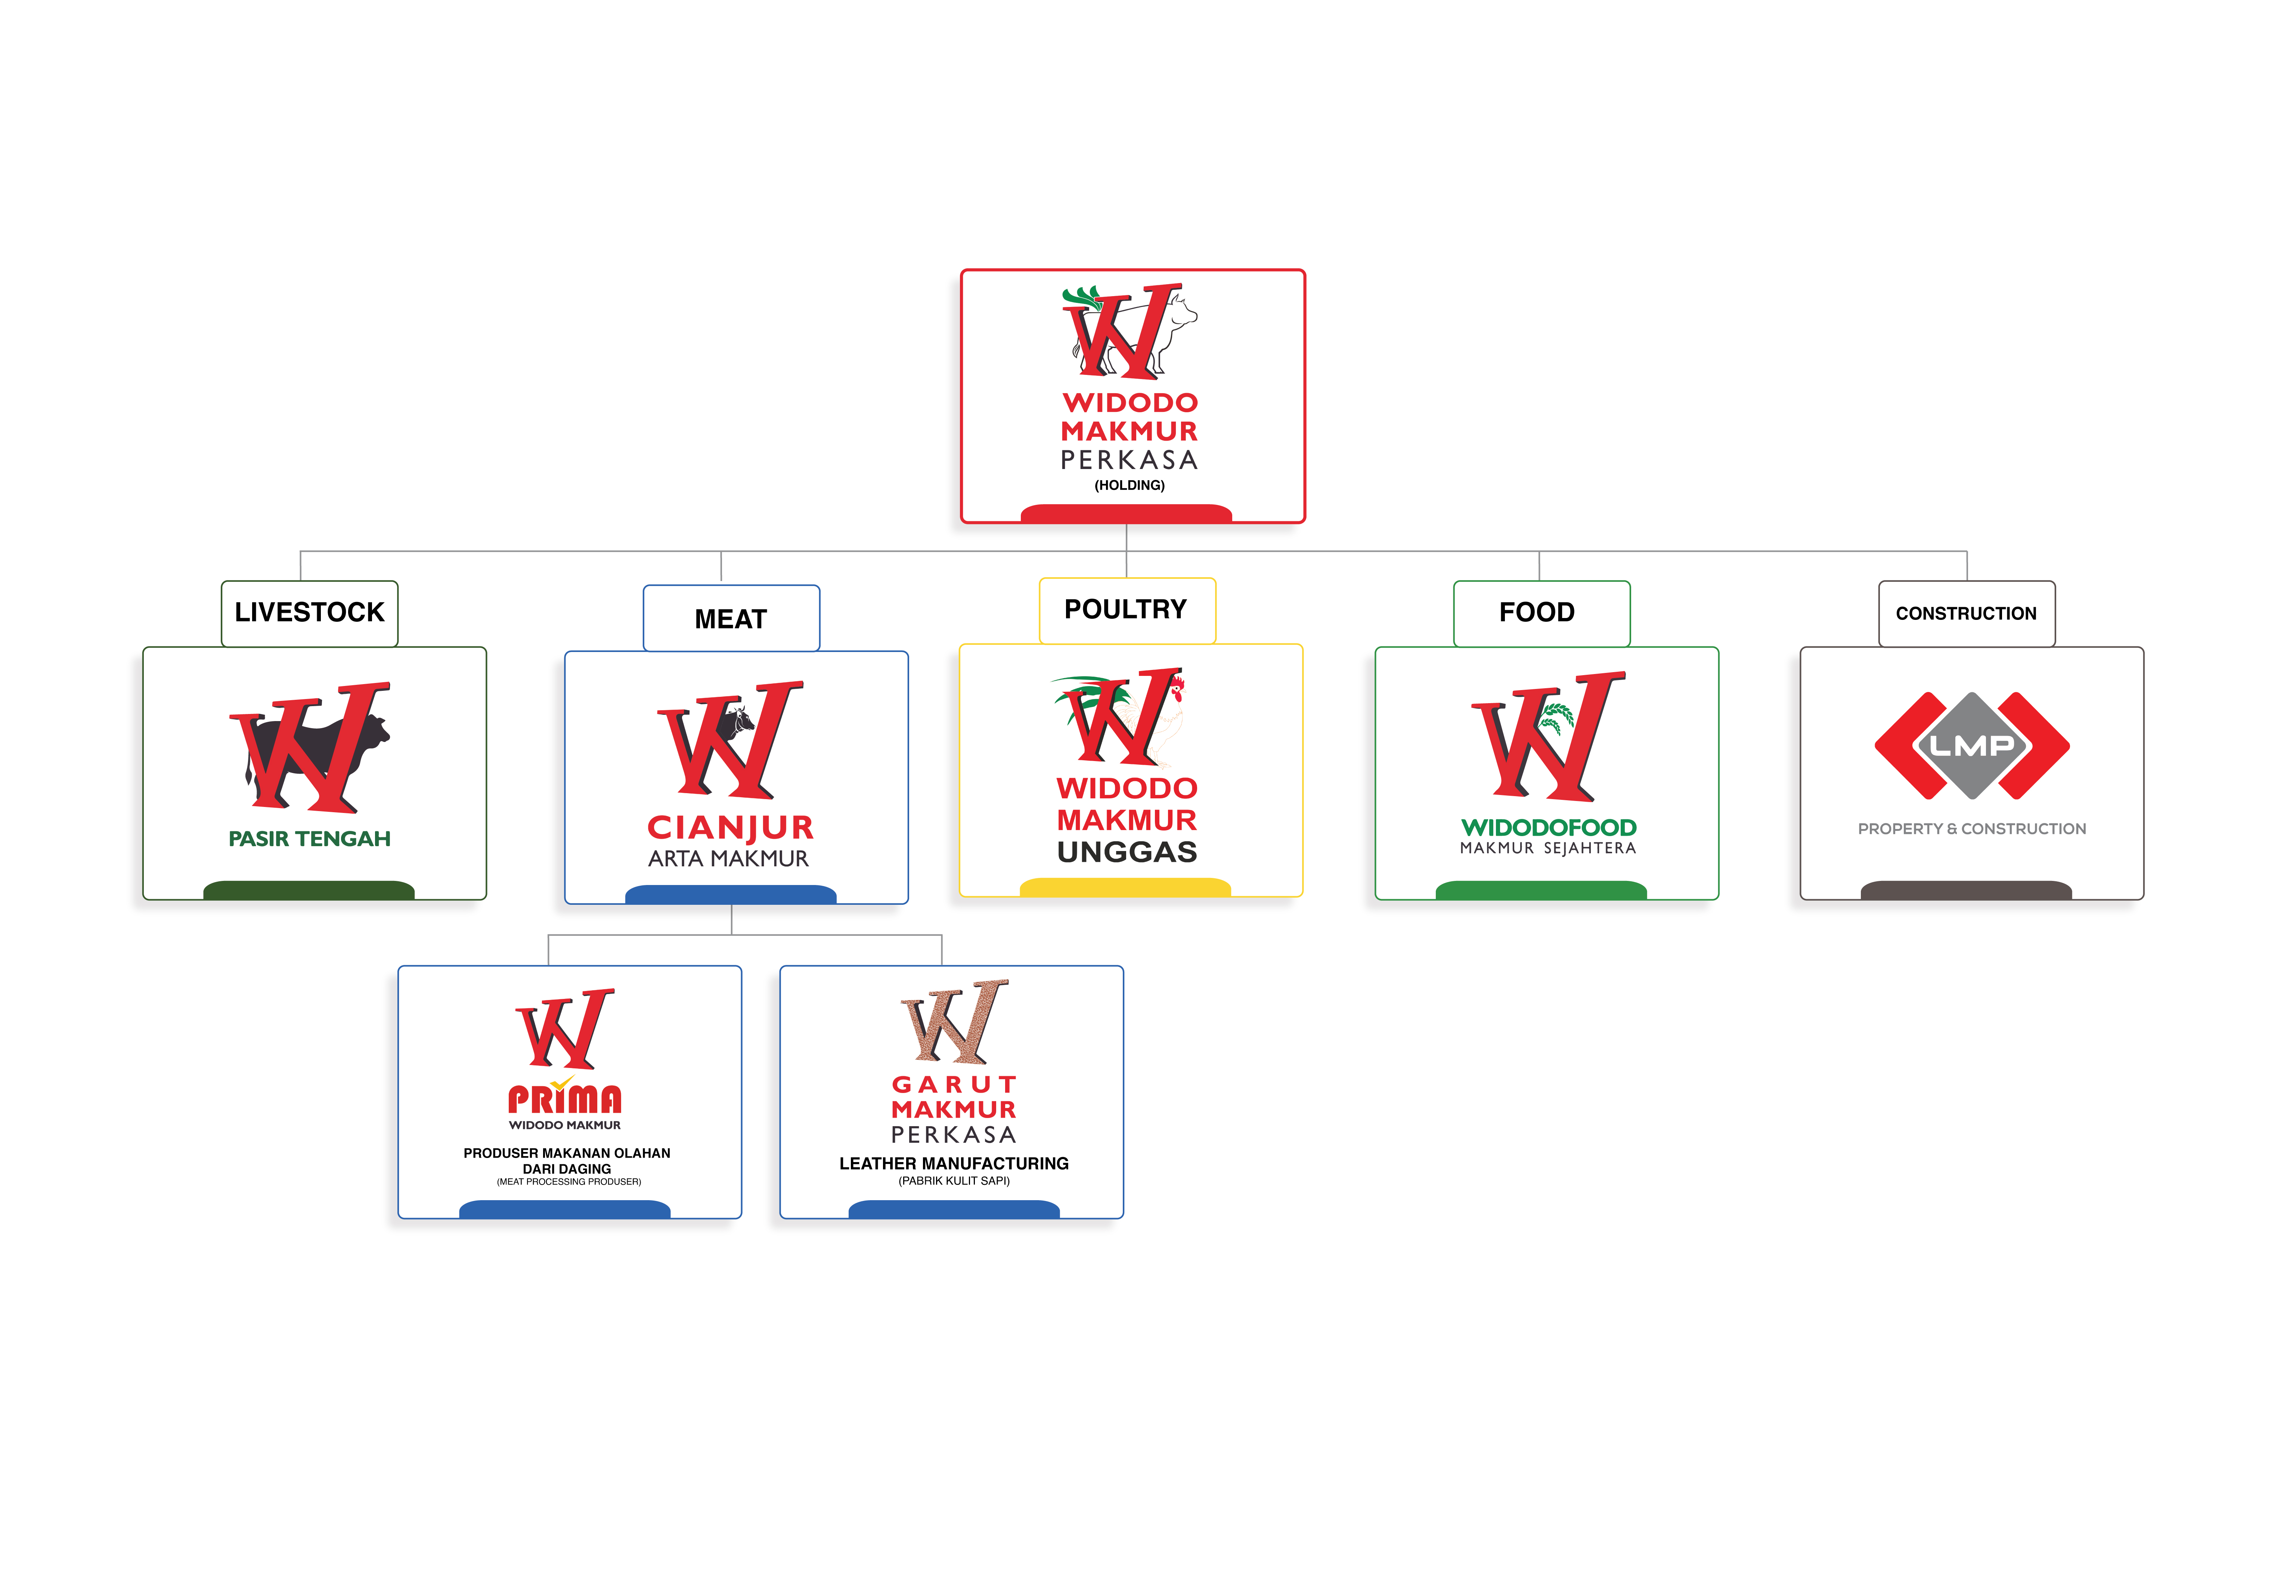 WIDODO
MAKMUR
PERKASA
(HOLDING)
LIVESTOCK
PASIR TENGAH
MEAT
CIANJUR
ARTA MAKMUR
POULTRY
WIDODO
MAKMUR
UNGGAS
FOOD
WIDODOFOOD
MAKMUR SEJAHTERA
CONSTRUCTION
LMP
PROPERTY & CONSTRUCTION
PRIMA
WIDODO MAKMUR
PRODUSER MAKANAN OLAHAN
DARI DAGING
(MEAT PROCESSING PRODUSER)
GARUT
MAKMUR
PERKASA
LEATHER MANUFACTURING
(PABRIK KULIT SAPI)